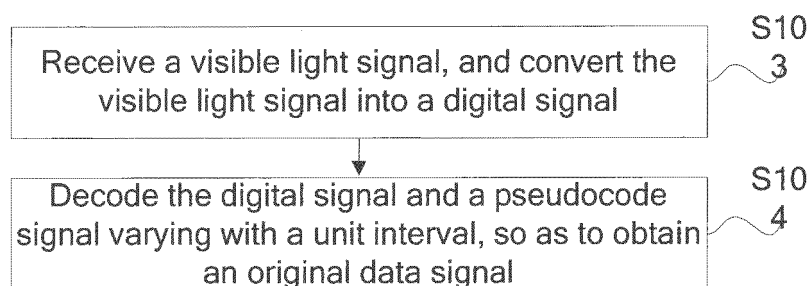 S10
3
Receive a visible light signal, and convert the
visible light signal into a digital signal
S10
4
Decode the digital signal and a pseudocode
signal varying with a unit interval, so as to obtain
an original data signal